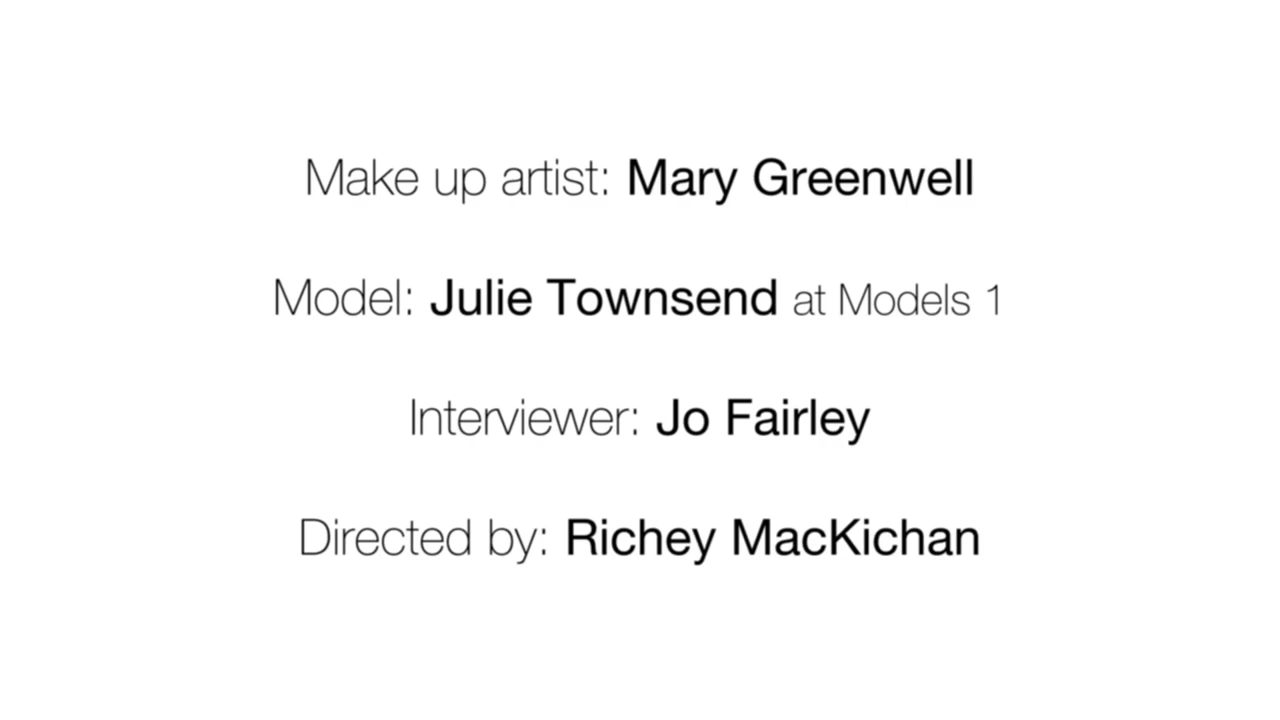 Make up artist: Mary Greenwell
Model: Julie Townsend at Models 1
Interviewer: Jo Fairley
Directed by: Richey MacKichan